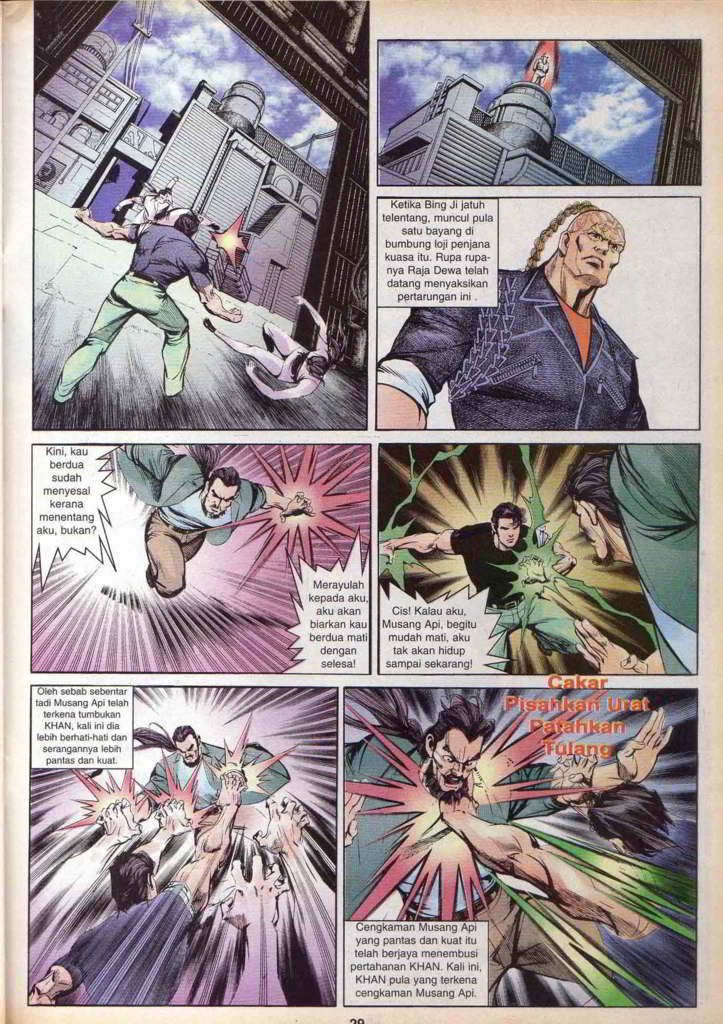 Ketika Bing Ji jatuh
telentang, muncul pula
satu bayang di
bumbung loji penjana
kuasa itu. Rupa rupa-
nya Raja Dewa telah
datang menyaksikan
pertarungan ini .
Kini, kau
berdua
sudah
menyesal
kerana
menentang
aku, bukan?
Merayulah
kepada aku,
aku akan
biarkan kau
berdua mati
dengan
selesa!
Cis! Kalau aku,
Musang Api, begitu
mudah mati, aku
tak akan hidup
sampai sekarang!
Oleh sebab sebentar
tadi Musang Api telah
terkena tumbukan
KHAN, kali ini dia
lebih berhati-hati dan
serangannya lebih
pantas dan kuat.
Cakar
Pisahkan Urat
Patahkan
Tulang
Cengkaman Musang Api
yang pantas dan kuat itu
telah berjaya menembusi
pertahanan KHAN. Kali ini,
KHAN pula yang terkena
cengkaman Musang Api.
29